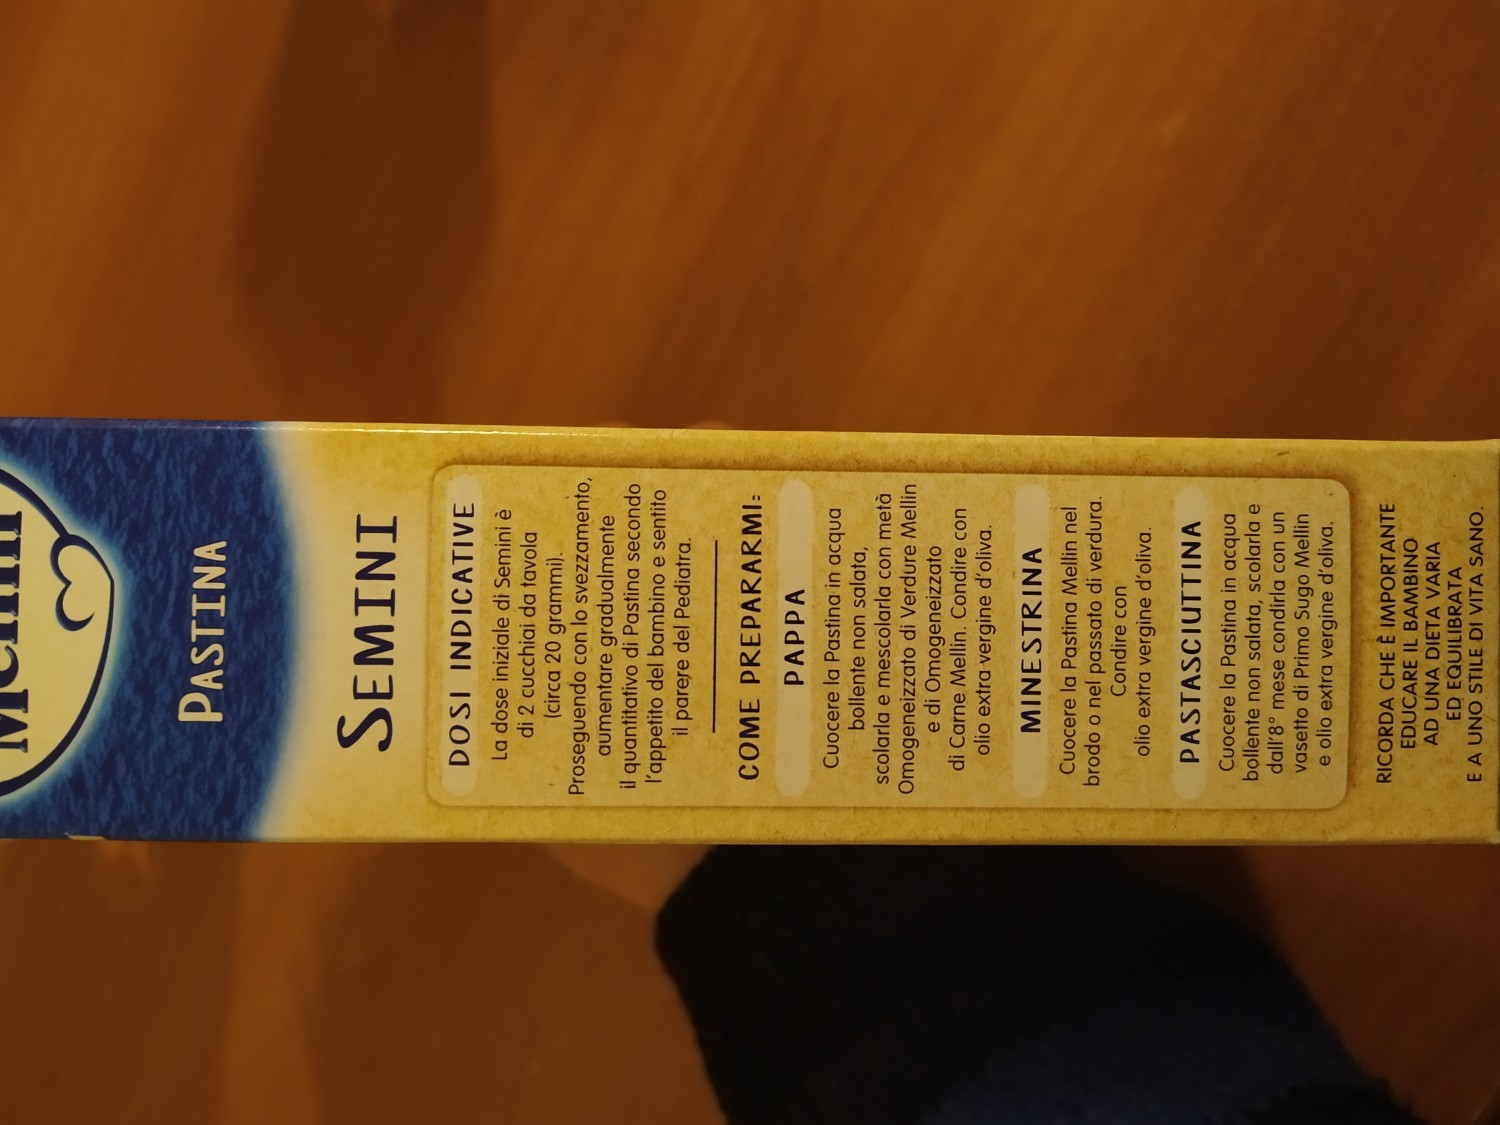 Mellin
PASTINA
SEMINI
DOSI INDICATIVE
La dose iniziale di Semini è
di 2 cucchiai da tavola
(circa 20 grammi).
Proseguendo con lo svezzamento,
aumentare gradualmente
il quantitativo di Pastina secondo
l'appetito del bambino e sentito
il parere del Pediatra.
COME PREPARARMI:
PAPPA
Cuocere la Pastina in acqua
bollente non salata,
scolarla e mescolarla con metà
Omogeneizzato di Verdure Mellin
e di Omogeneizzato
di Carne Mellin. Condire con
olio extra vergine d'oliva.
MINESTRINA
Cuocere la Pastina Mellin nel
brodo o nel passato di verdura.
Condire con
olio extra vergine d'oliva.
PASTASCIUTTINA
Cuocere la Pastina in acqua
bollente non salata, scolarla e
dall'8° mese condirla con un
vasetto di Primo Sugo Mellin
e olio extra vergine d'oliva.
RICORDA CHE È IMPORTANTE
EDUCARE IL BAMBINO
AD UNA DIETA VARIA
ED EQUILIBRATA
E A UNO STILE DI VITA SANO.